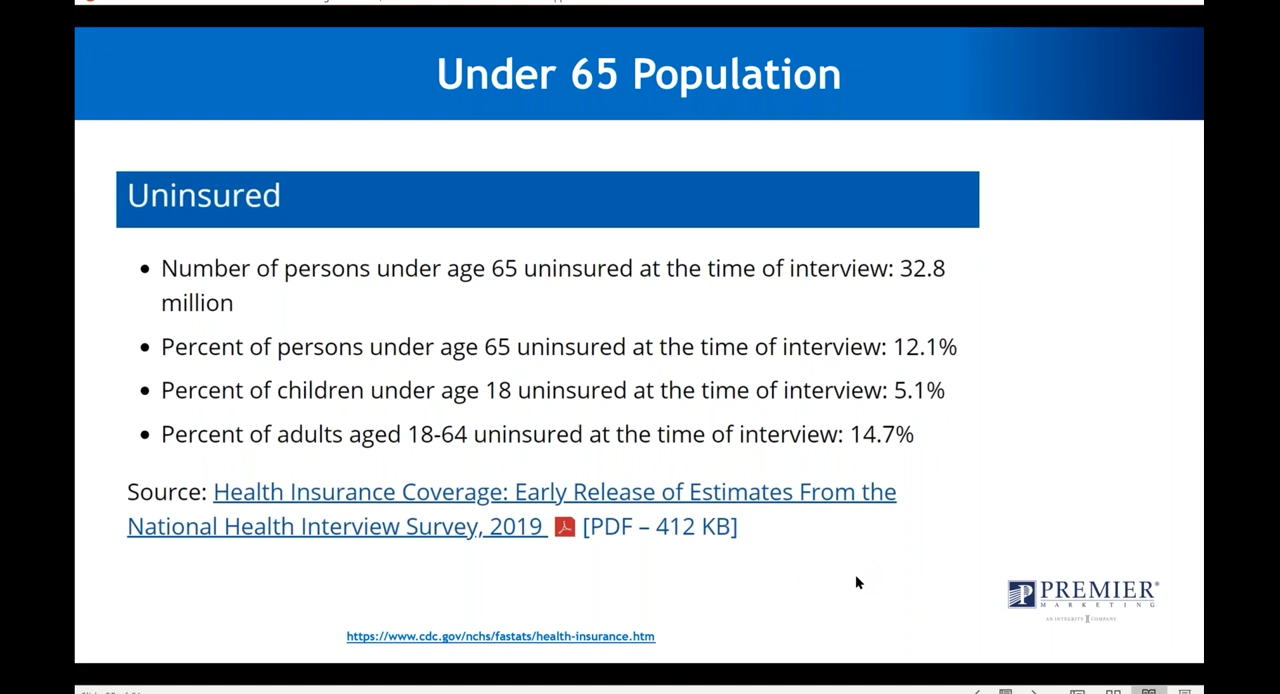 Under 65 Population
Uninsured
• Number of persons under age 65 uninsured at the time of interview: 32.8
million
• Percent of persons under age 65 uninsured at the time of interview: 12.1%
• Percent of children under age 18 uninsured at the time of interview: 5.1%
• Percent of adults aged 18-64 uninsured at the time of interview: 14.7%
Source: Health Insurance Coverage: Early Release of Estimates From the
National Health Interview Survey, 2019 [PDF – 412 KB]
PREMIER®
MARKETING
AN INTEGRITY COMPANY
https://www.cdc.gov/nchs/fastats/health-insurance.htm